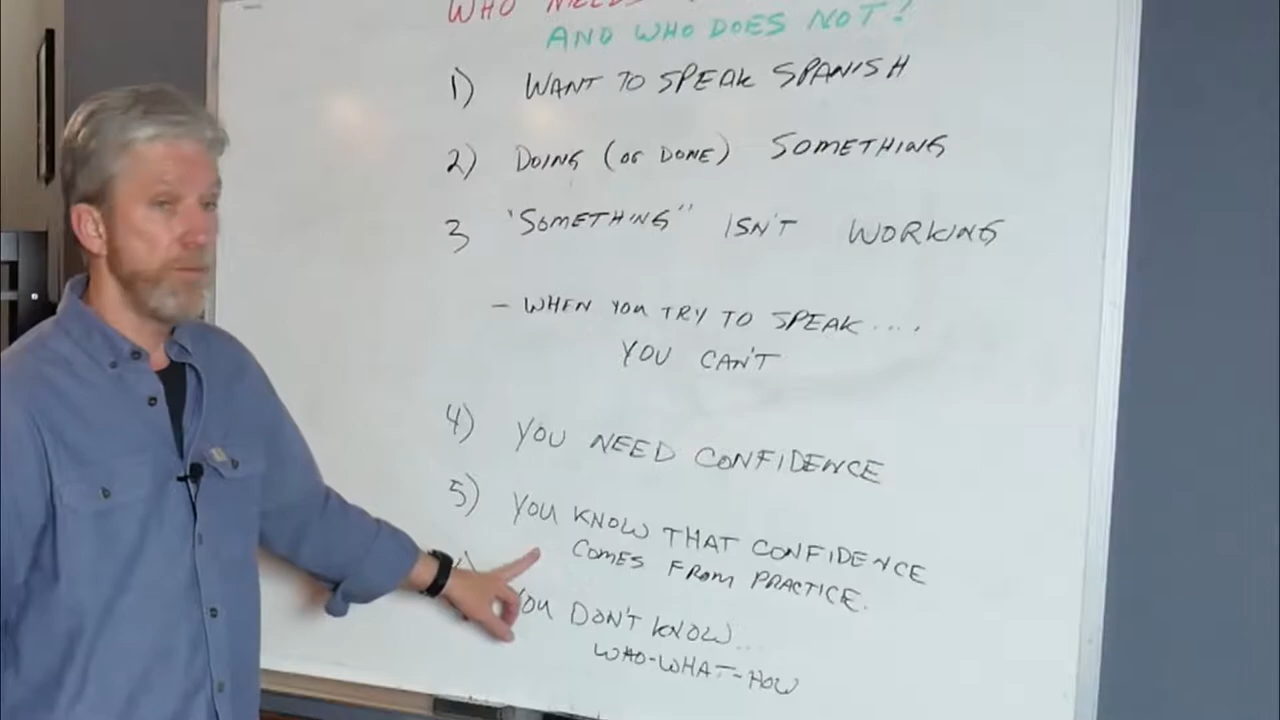 WHO NEEDS
AND WHO DOES NOT!
1) WANT TO SPEAK SPANISH
2) DOING (OR DONE) SOMETHING
3 "SOMETHING" ISN'T WORKING
- WHEN YOU TRY TO SPEAK....
YOU CAN'T
4) YOU NEED CONFIDENCE
5) YOU KNOW THAT CONFIDENCE
COMES FROM PRACTICE.
YOU DON'T KNOW...
WHO-WHAT-HOW